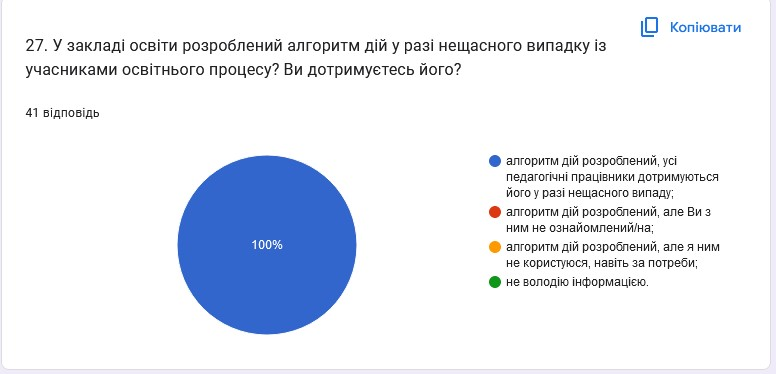 Копіювати
27. У закладі освіти розроблений алгоритм дій у разі нещасного випадку із
учасниками освітнього процесу? Ви дотримуєтесь його?
41 відповідь
100%
алгоритм дій розроблений, усі
педагогічні працівники дотримуються
його у разі нещасного випаду;
алгоритм дій розроблений, але Ви з
ним не ознайомлений/на;
алгоритм дій розроблений, але я ним
не користуюся, навіть за потреби;
не володію інформацією.